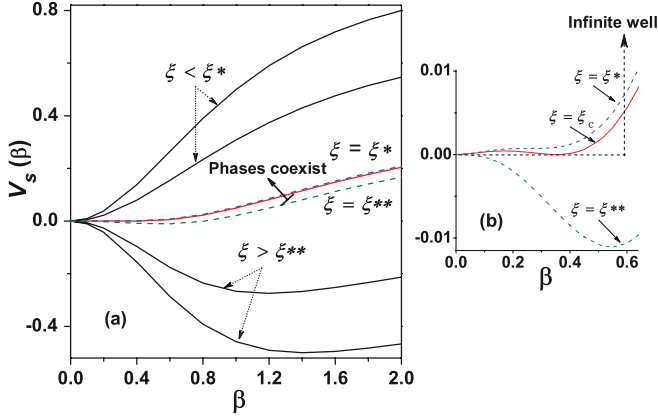 0.8
0.4
0.0
-0.4
V_s (β)
0.0
0.4
0.8
1.2
1.6
2.0
β
(a)
ξ < ξ*
ξ = ξ*
Phases coexist
ξ = ξ**
ξ > ξ**
Infinite well
0.01
0.00
-0.01
0.0
0.2
0.4
0.6
β
(b)
ξ = ξ*
ξ = ξ_c
ξ = ξ**